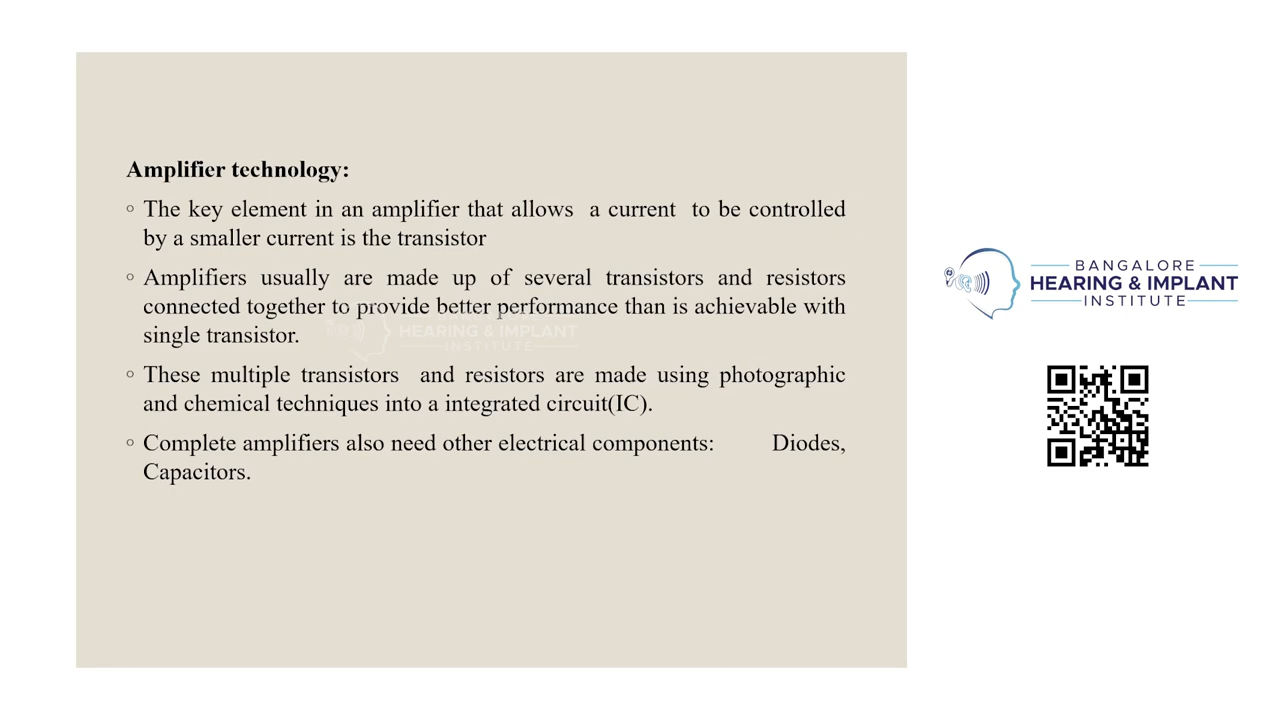 Amplifier technology:
◦ The key element in an amplifier that allows  a current  to be controlled
by a smaller current is the transistor
◦ Amplifiers usually are made up of several transistors and resistors
connected together to provide better performance than is achievable with
single transistor.
◦ These multiple transistors  and resistors are made using photographic
and chemical techniques into a integrated circuit(IC).
◦ Complete amplifiers also need other electrical components: Diodes,
Capacitors.
HEARING & IMPLANT
INSTITUTE
BANGALORE
HEARING & IMPLANT
INSTITUTE